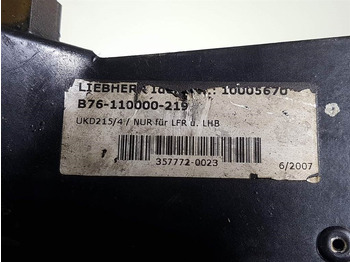 LIEBHERR Ident.Nr.: 10005670
B76-110000-219
UKD215/4 / NUR für LFR u. LHB
357772-0023
6/2007